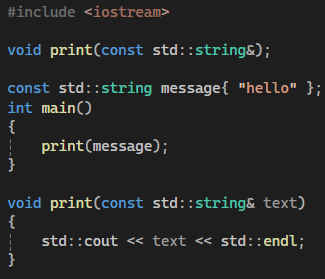 #include <iostream>
void print(const std::string&);
const std::string message{ "hello" };
int main()
{
    print(message);
}
void print(const std::string& text)
{
    std::cout << text << std::endl;
}